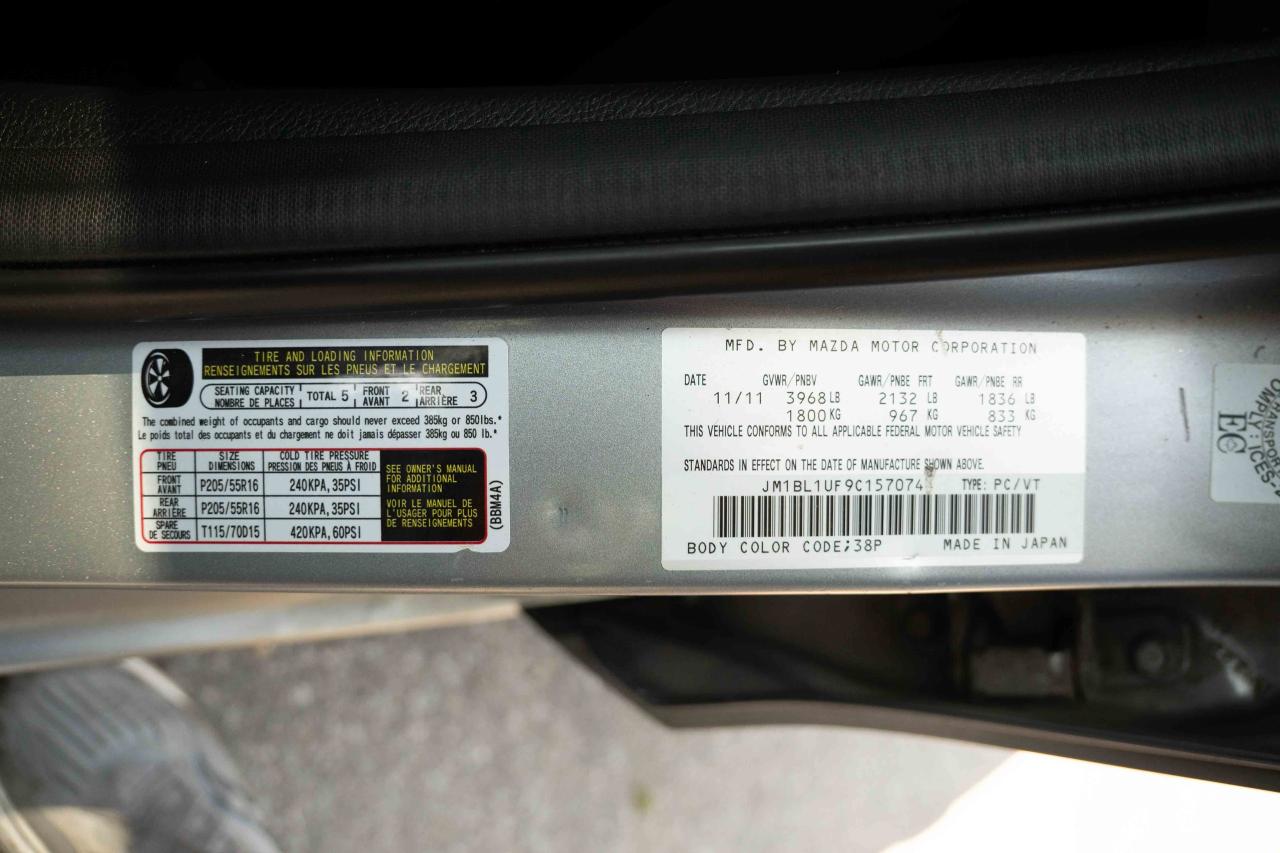 TIRE AND LOADING INFORMATION
RENSEIGNEMENTS SUR LES PNEUS ET LE CHARGEMENT
SEATING CAPACITY
NOMBRE DE PLACES
TOTAL 5
FRONT
AVANT
2
REAR
ARRIÈRE
3
The combined weight of occupants and cargo should never exceed 385kg or 850lbs.*
Le poids total des occupants et du chargement ne doit jamais dépasser 385kg ou 850 lb.*
TIRE SIZE COLD TIRE PRESSURE
PNEU DIMENSIONS PRESSION DES PNEUS À FROID
FRONT
AVANT
P205/55R16 240KPA, 35PSI
REAR
ARRIÈRE
P205/55R16 240KPA, 35PSI
SPARE
DE SECOURS
T115/70D15 420KPA, 60PSI
SEE OWNER'S MANUAL
FOR ADDITIONAL
INFORMATION
VOIR LE MANUEL DE
L'USAGER POUR PLUS
DE RENSEIGNEMENTS
(BBM4A)
MFD. BY MAZDA MOTOR CORPORATION
DATE GVWR/PNBV GAWR/PNBE FRT GAWR/PNBE RR
11/11 3968 LB 2132 LB 1836 LB
1800 KG 967 KG 833 KG
THIS VEHICLE CONFORMS TO ALL APPLICABLE FEDERAL MOTOR VEHICLE SAFETY
STANDARDS IN EFFECT ON THE DATE OF MANUFACTURE SHOWN ABOVE.
JM1BL1UF9C157074 TYPE: PC/VT
BODY COLOR CODE;38P MADE IN JAPAN